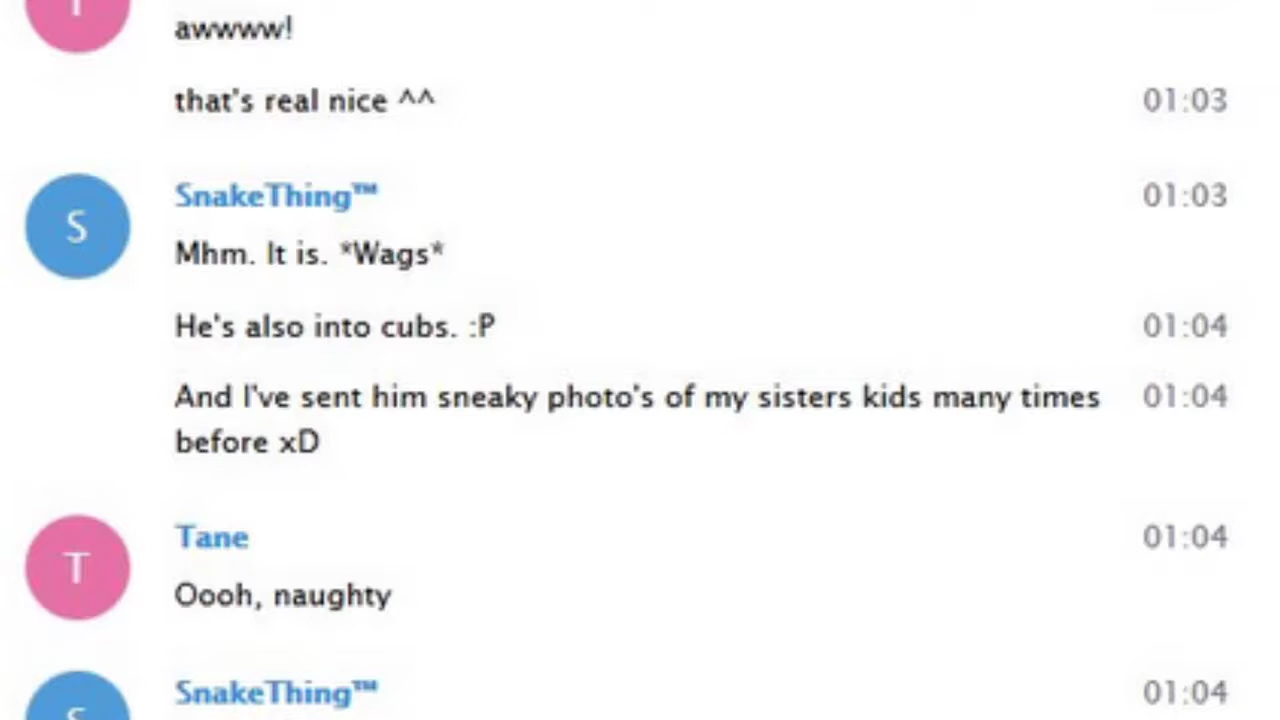 T
awwww!
that's real nice ^^ 01:03
SnakeThing™ 01:03
S
Mhm. It is. *Wags*
He's also into cubs. :P 01:04
And I've sent him sneaky photo's of my sisters kids many times 01:04
before xD
Tane 01:04
T
Oooh, naughty
SnakeThing™ 01:04
S